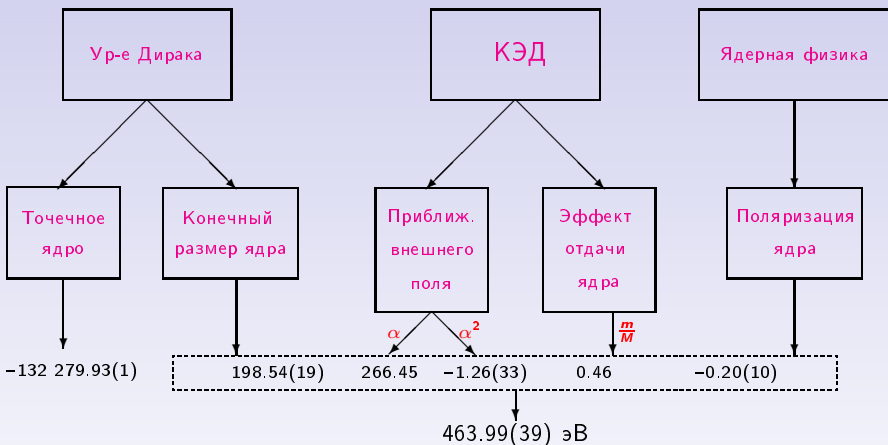 Ур-е Дирака
КЭД
Ядерная физика
Точечное
ядро
Конечный
размер ядра
Приближ.
внешнего
поля
Эффект
отдачи
ядра
Поляризация
ядра
α
α²
m/M
−132 279.93(1)
198.54(19)
266.45
−1.26(33)
0.46
−0.20(10)
463.99(39) эВ